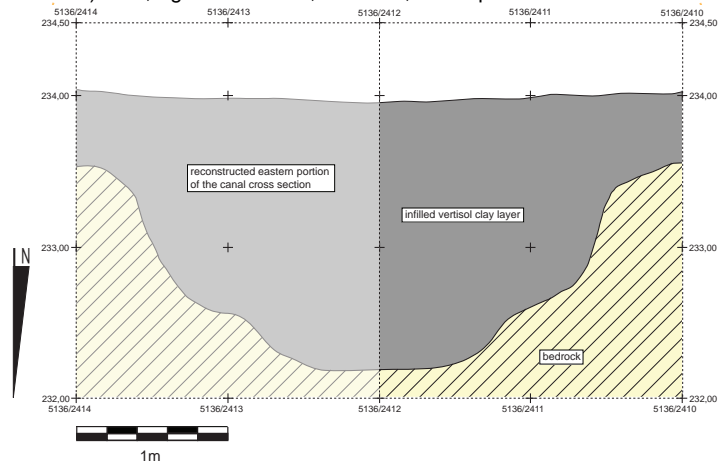 5136/2414 5136/2413 5136/2412 5136/2411 5136/2410
234,50 234,50
234,00 234,00
reconstructed eastern portion
of the canal cross section
infilled vertisol clay layer
N
233,00 233,00
bedrock
232,00 232,00
5136/2414 5136/2413 5136/2412 5136/2411 5136/2410
1m